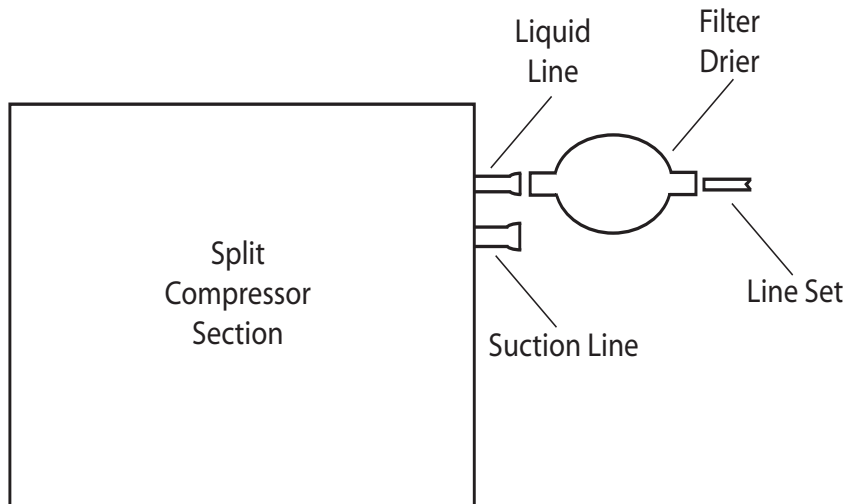 Liquid
Line
Filter
Drier
Split
Compressor
Section
Line Set
Suction Line